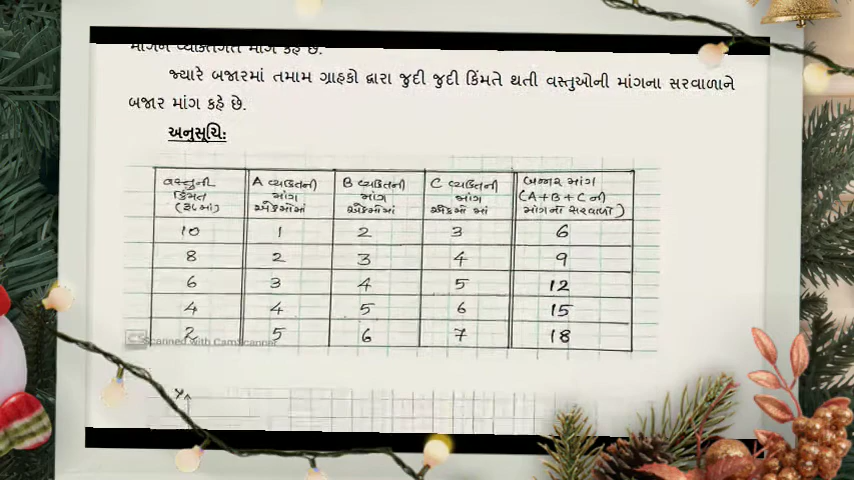 માંગને વ્યક્તિગત માંગ કહે છે.
જ્યારે બજારમાં તમામ ગ્રાહકો દ્વારા જુદી જુદી કિંમતે થતી વસ્તુઓની માંગના સરવાળાને
બજાર માંગ કહે છે.
અનુસૂચિ:
વસ્તુની કિંમત (રૂ.માં) A વ્યક્તિની માંગ એકમોમાં B વ્યક્તિની માંગ એકમોમાં C વ્યક્તિની માંગ એકમોમાં બજાર માંગ (A+B+C ની માંગનો સરવાળો)
10 1 2 3 6
8 2 3 4 9
6 3 4 5 12
4 4 5 6 15
2 5 6 7 18
CS Scanned with CamScanner
Y